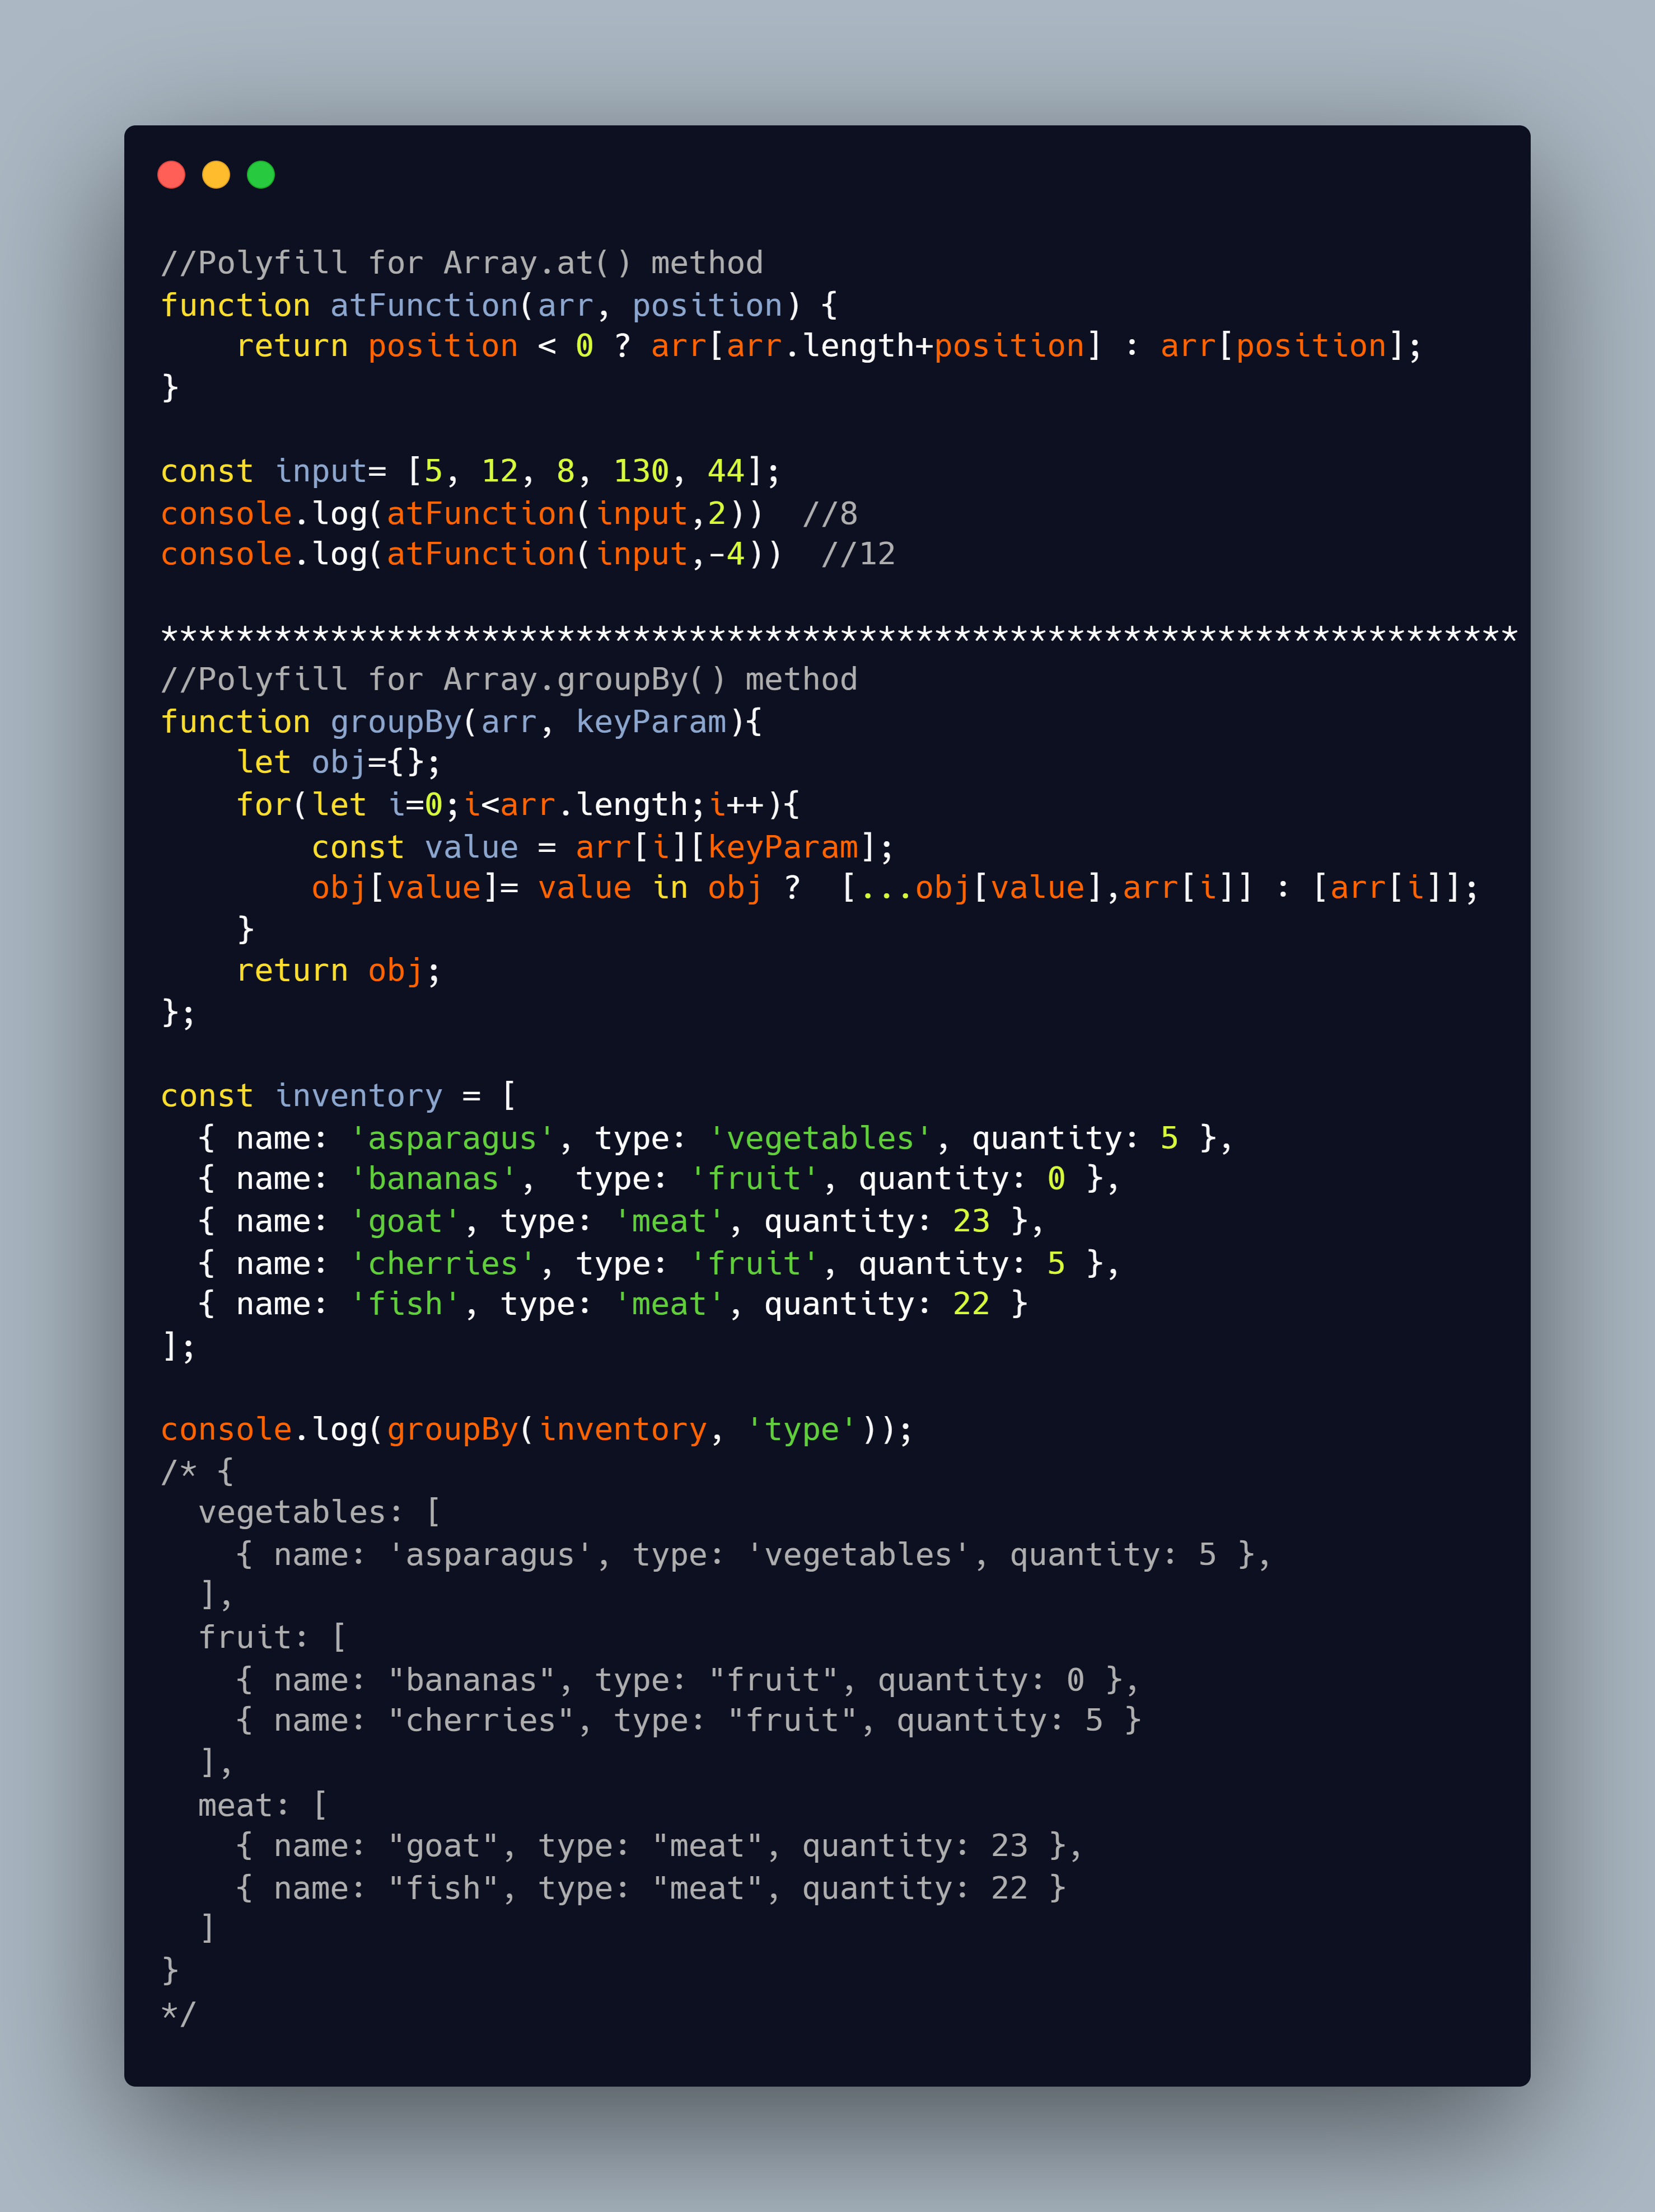 //Polyfill for Array.at() method
function atFunction(arr, position) {
    return position < 0 ? arr[arr.length+position] : arr[position];
}

const input= [5, 12, 8, 130, 44];
console.log(atFunction(input,2))  //8
console.log(atFunction(input,-4))  //12

************************************************************************
//Polyfill for Array.groupBy() method
function groupBy(arr, keyParam){
    let obj={};
    for(let i=0;i<arr.length;i++){
        const value = arr[i][keyParam];
        obj[value]= value in obj ?  [...obj[value],arr[i]] : [arr[i]];
    }
    return obj;
};

const inventory = [
  { name: 'asparagus', type: 'vegetables', quantity: 5 },
  { name: 'bananas',  type: 'fruit', quantity: 0 },
  { name: 'goat', type: 'meat', quantity: 23 },
  { name: 'cherries', type: 'fruit', quantity: 5 },
  { name: 'fish', type: 'meat', quantity: 22 }
];

console.log(groupBy(inventory, 'type'));
/* {
  vegetables: [
    { name: 'asparagus', type: 'vegetables', quantity: 5 },
  ],
  fruit: [
    { name: "bananas", type: "fruit", quantity: 0 },
    { name: "cherries", type: "fruit", quantity: 5 }
  ],
  meat: [
    { name: "goat", type: "meat", quantity: 23 },
    { name: "fish", type: "meat", quantity: 22 }
  ]
}
*/